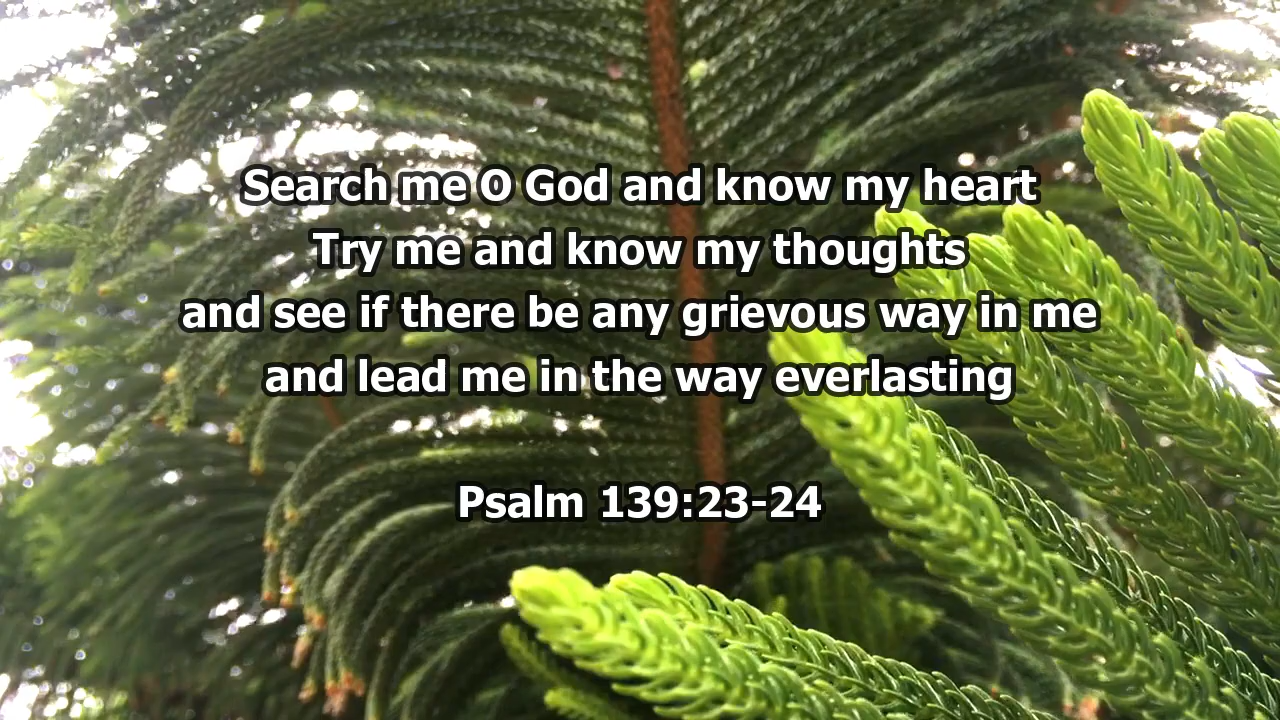 Search me O God and know my heart
Try me and know my thoughts
and see if there be any grievous way in me
and lead me in the way everlasting
Psalm 139:23-24